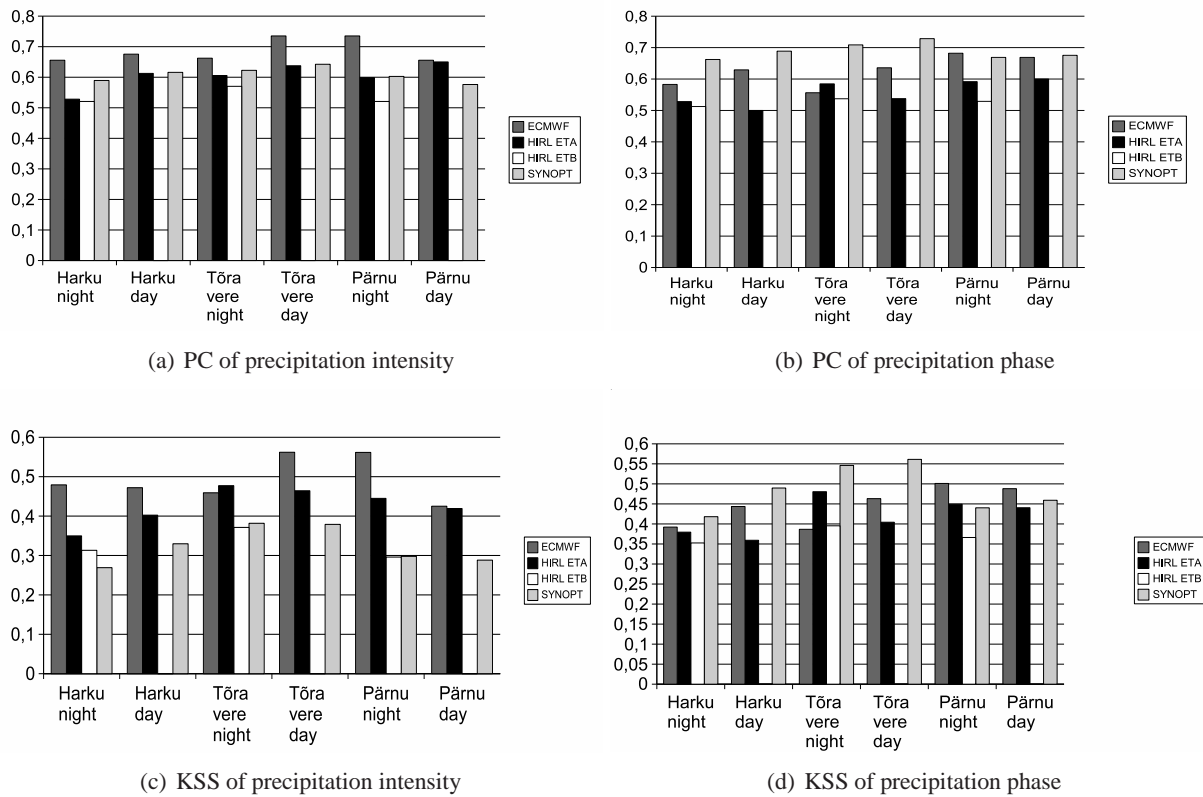 0,8
0,7
0,6
0,5
0,4
0,3
0,2
0,1
0
Harku night
Harku day
Tõra vere night
Tõra vere day
Pärnu night
Pärnu day
ECMWF
HIRL ETA
HIRL ETB
SYNOPT
(a) PC of precipitation intensity
0,8
0,7
0,6
0,5
0,4
0,3
0,2
0,1
0
Harku night
Harku day
Tõra vere night
Tõra vere day
Pärnu night
Pärnu day
ECMWF
HIRL ETA
HIRL ETB
SYNOPT
(b) PC of precipitation phase
0,6
0,5
0,4
0,3
0,2
0,1
0
Harku night
Harku day
Tõra vere night
Tõra vere day
Pärnu night
Pärnu day
ECMWF
HIRL ETA
HIRL ETB
SYNOPT
(c) KSS of precipitation intensity
0,6
0,55
0,5
0,45
0,4
0,35
0,3
0,25
0,2
0,15
0,1
0,05
0
Harku night
Harku day
Tõra vere night
Tõra vere day
Pärnu night
Pärnu day
ECMWF
HIRL ETA
HIRL ETB
SYNOPT
(d) KSS of precipitation phase